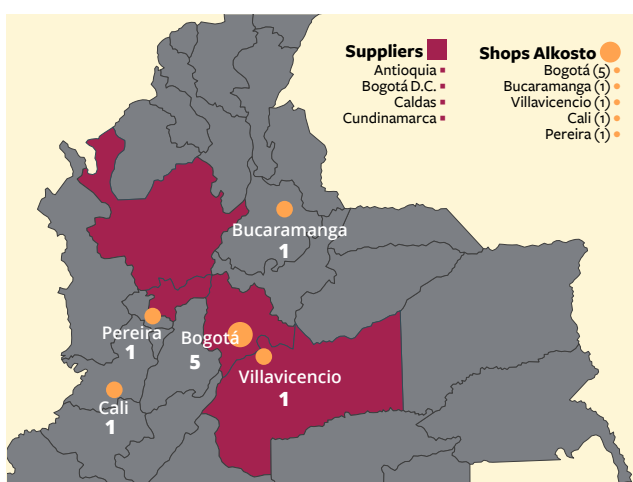 Suppliers
Antioquia
Bogotá D.C.
Caldas
Cundinamarca
Shops Alkosto
Bogotá (5)
Bucaramanga (1)
Villavicencio (1)
Cali (1)
Pereira (1)
Bucaramanga
1
Pereira
1
Bogotá
5
Villavicencio
1
Cali
1